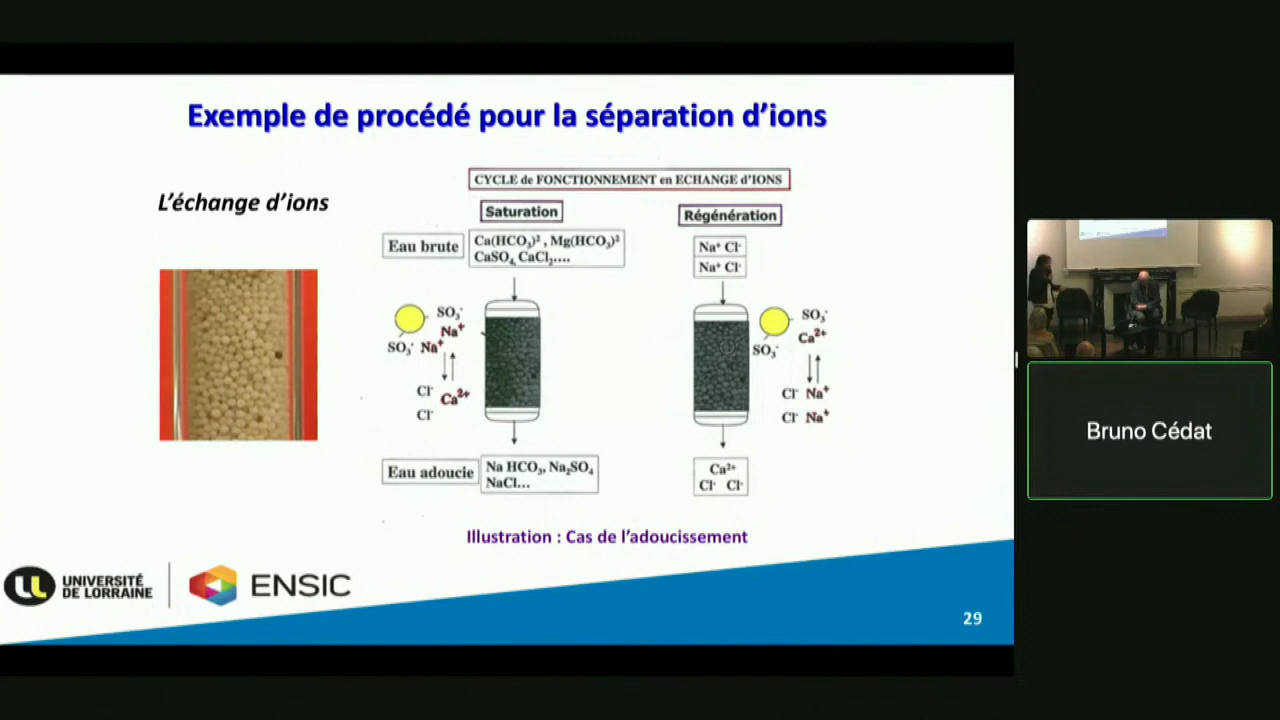 Exemple de procédé pour la séparation d'ions
L'échange d'ions
CYCLE de FONCTIONNEMENT en ECHANGE d'IONS
Saturation
Régénération
Eau brute
Ca(HCO₃)², Mg(HCO₃)²
CaSO₄, CaCl₂....
Na⁺ Cl⁻
Na⁺ Cl⁻
SO₃⁻
Na⁺
SO₃⁻ Na⁺
Cl⁻
Ca²⁺
Cl⁻
SO₃⁻
Ca²⁺
SO₃⁻
Cl⁻ Na⁺
Cl⁻ Na⁺
Eau adoucie
Na HCO₃, Na₂SO₄
NaCl...
Ca²⁺
Cl⁻ Cl⁻
Illustration : Cas de l'adoucissement
UNIVERSITÉ
DE LORRAINE
ENSIC
29
Bruno Cédat